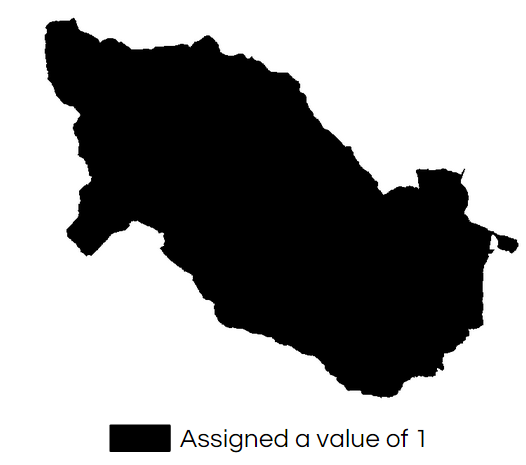 Assigned a value of 1